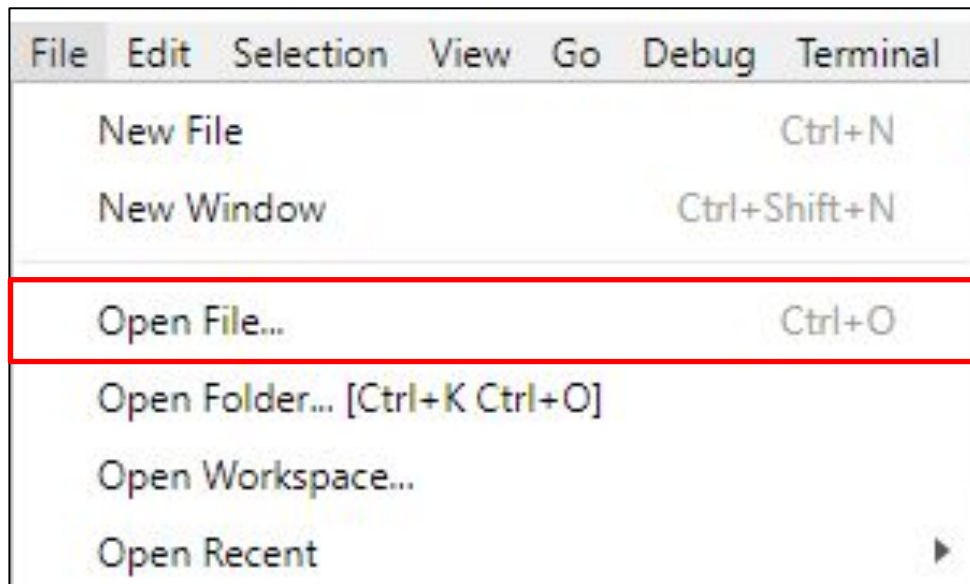 File Edit Selection View Go Debug Terminal
New File Ctrl+N
New Window Ctrl+Shift+N
Open File... Ctrl+O
Open Folder... [Ctrl+K Ctrl+O]
Open Workspace...
Open Recent